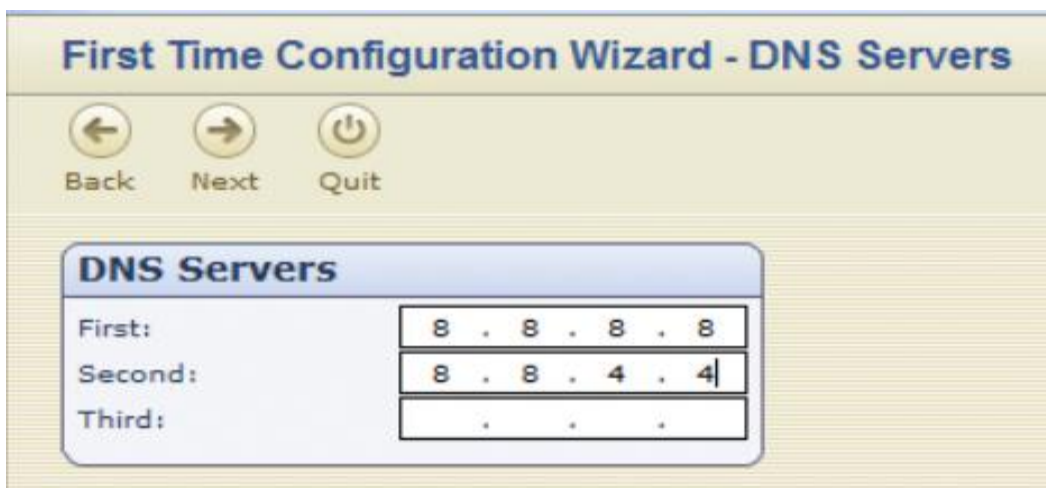 First Time Configuration Wizard - DNS Servers
Back Next Quit
DNS Servers
First: 8 . 8 . 8 . 8
Second: 8 . 8 . 4 . 4
Third: . . .